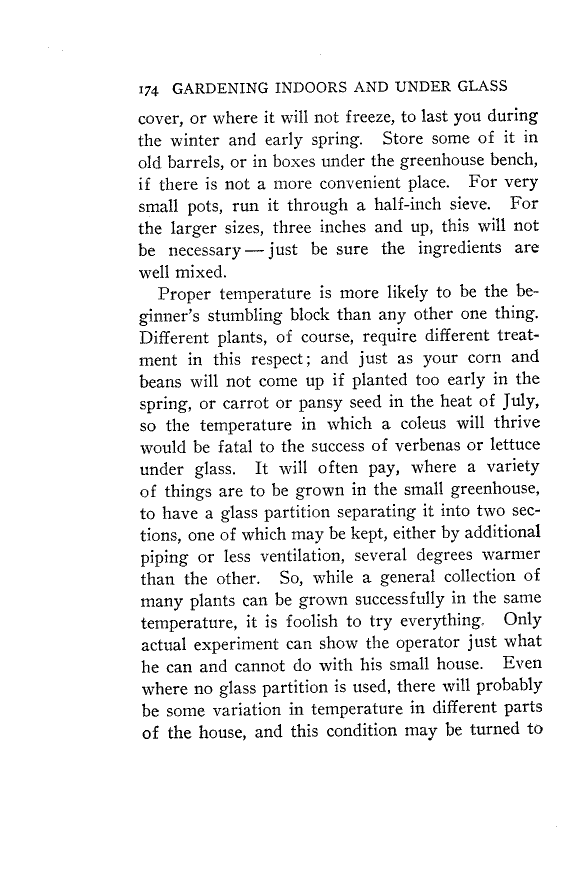 174 GARDENING INDOORS AND UNDER GLASS
cover, or where it will not freeze, to last you during
the winter and early spring. Store some of it in
old barrels, or in boxes under the greenhouse bench,
if there is not a more convenient place. For very
small pots, run it through a half-inch sieve. For
the larger sizes, three inches and up, this will not
be necessary — just be sure the ingredients are
well mixed.
Proper temperature is more likely to be the be-
ginner's stumbling block than any other one thing.
Different plants, of course, require different treat-
ment in this respect; and just as your corn and
beans will not come up if planted too early in the
spring, or carrot or pansy seed in the heat of July,
so the temperature in which a coleus will thrive
would be fatal to the success of verbenas or lettuce
under glass. It will often pay, where a variety
of things are to be grown in the small greenhouse,
to have a glass partition separating it into two sec-
tions, one of which may be kept, either by additional
piping or less ventilation, several degrees warmer
than the other. So, while a general collection of
many plants can be grown successfully in the same
temperature, it is foolish to try everything. Only
actual experiment can show the operator just what
he can and cannot do with his small house. Even
where no glass partition is used, there will probably
be some variation in temperature in different parts
of the house, and this condition may be turned to